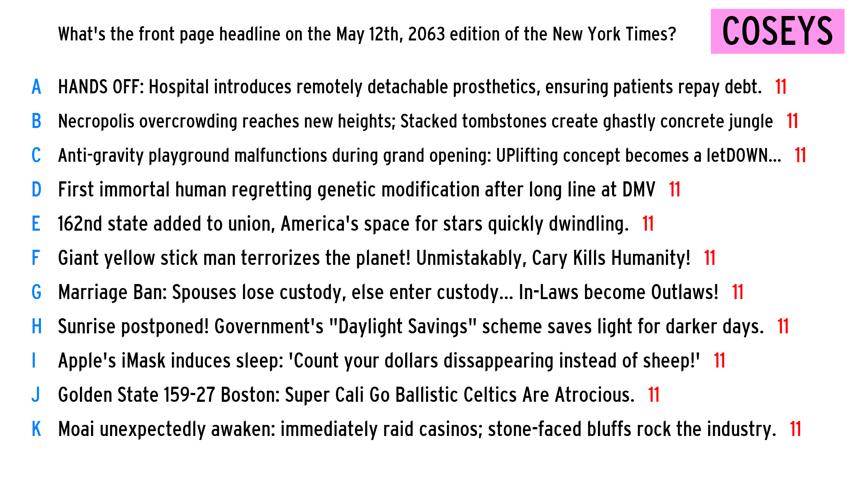 What's the front page headline on the May 12th, 2063 edition of the New York Times?
COSEYS
A HANDS OFF: Hospital introduces remotely detachable prosthetics, ensuring patients repay debt. 11
B Necropolis overcrowding reaches new heights; Stacked tombstones create ghastly concrete jungle 11
C Anti-gravity playground malfunctions during grand opening: UPlifting concept becomes a letDOWN... 11
D First immortal human regretting genetic modification after long line at DMV 11
E 162nd state added to union, America's space for stars quickly dwindling. 11
F Giant yellow stick man terrorizes the planet! Unmistakably, Cary Kills Humanity! 11
G Marriage Ban: Spouses lose custody, else enter custody... In-Laws become Outlaws! 11
H Sunrise postponed! Government's "Daylight Savings" scheme saves light for darker days. 11
I Apple's iMask induces sleep: 'Count your dollars dissappearing instead of sheep!' 11
J Golden State 159-27 Boston: Super Cali Go Ballistic Celtics Are Atrocious. 11
K Moai unexpectedly awaken: immediately raid casinos; stone-faced bluffs rock the industry. 11